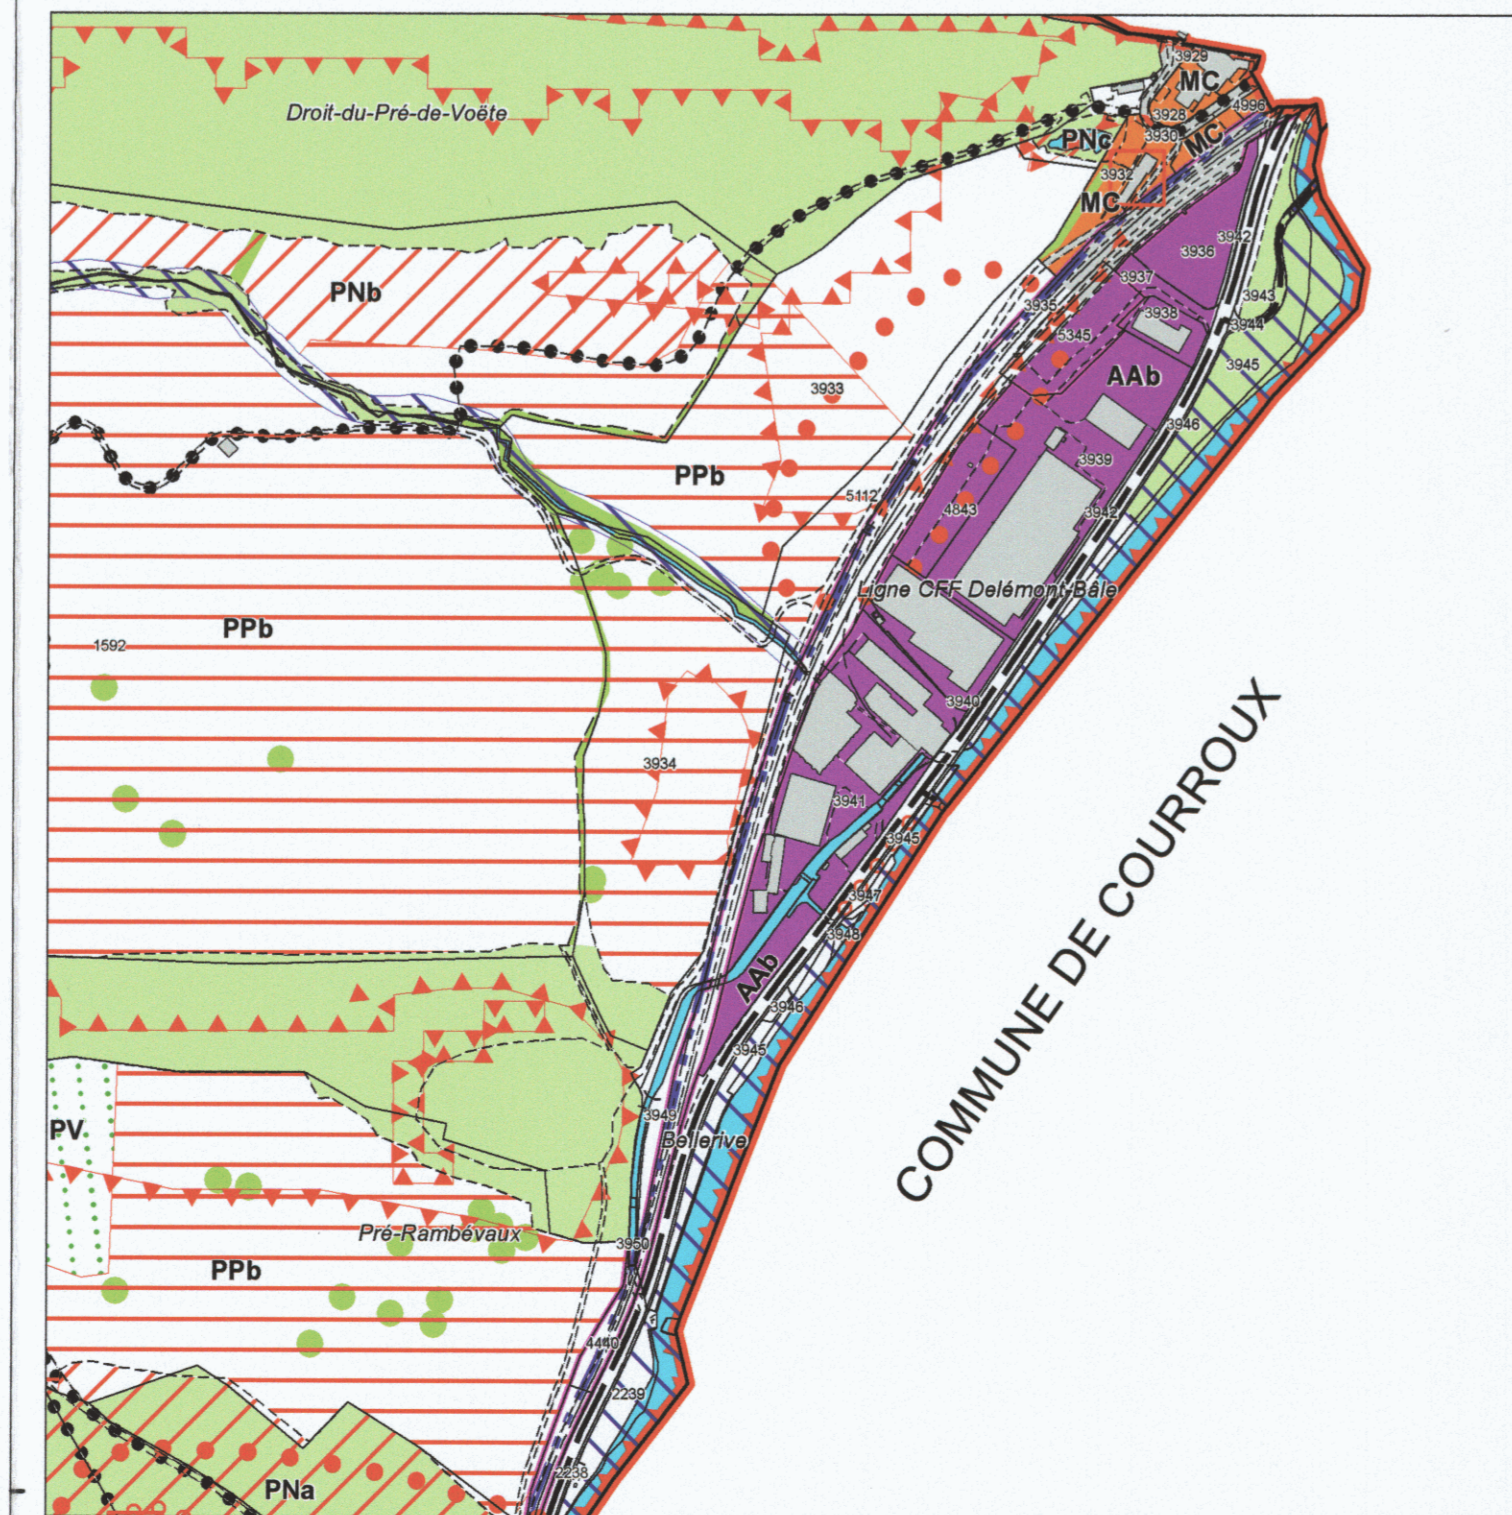 3929
MC
4996
3928
Droit-du-Pré-de-Voëte
3930
PNc
MC
3932
MC
3942
3936
3937
PNb
3943
3935
3938
3944
5345
3945
AAb
3933
3946
3939
PPb
5112
4843
3942
Ligne CFF Delémont-Bâle
PPb
1592
3940
3934
3941
3945
3947
3948
AAb
3946
3945
COMMUNE DE COURROUX
3949
PV
Bellerive
Pré-Rambévaux
3950
PPb
4440
2239
2238
PNa